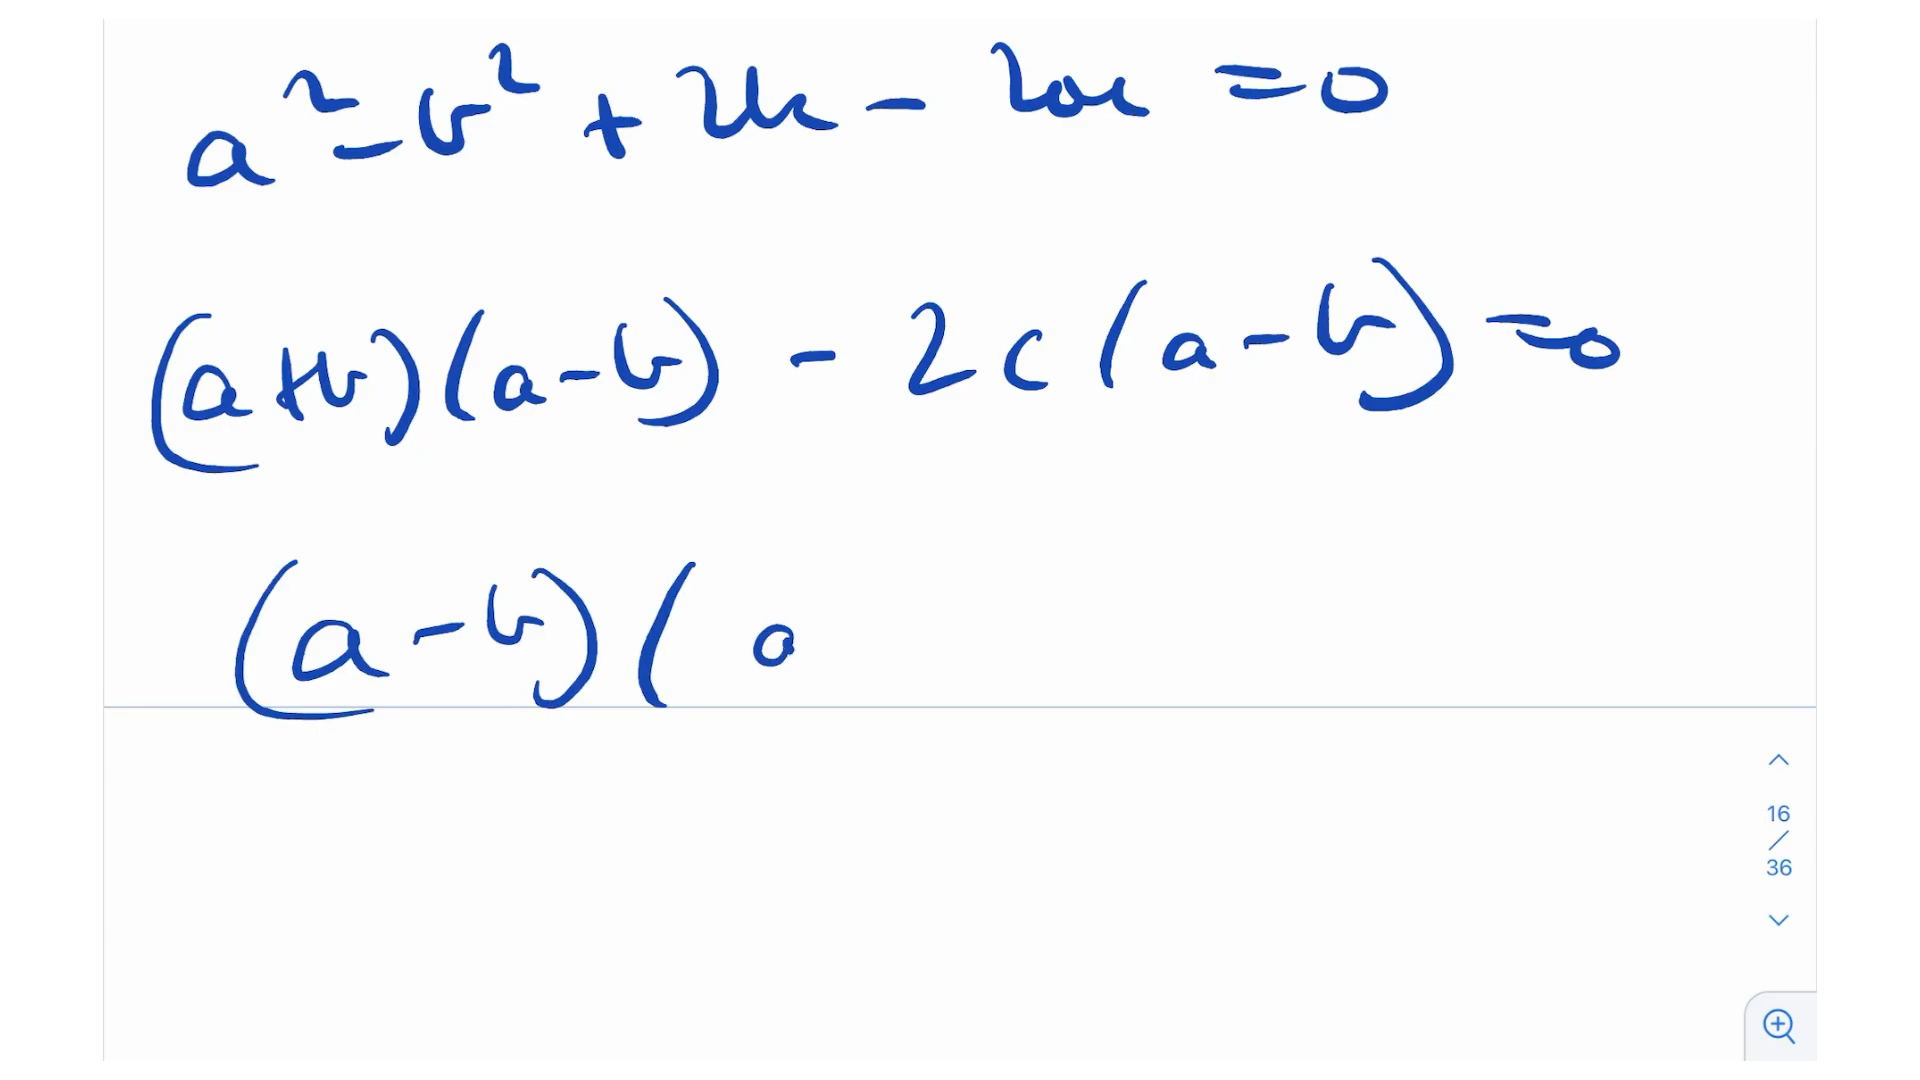 a² - b² + 2bc - 2ac = 0
(a+b)(a-b) - 2c(a-b) = 0
(a-b)( a
16
/
36